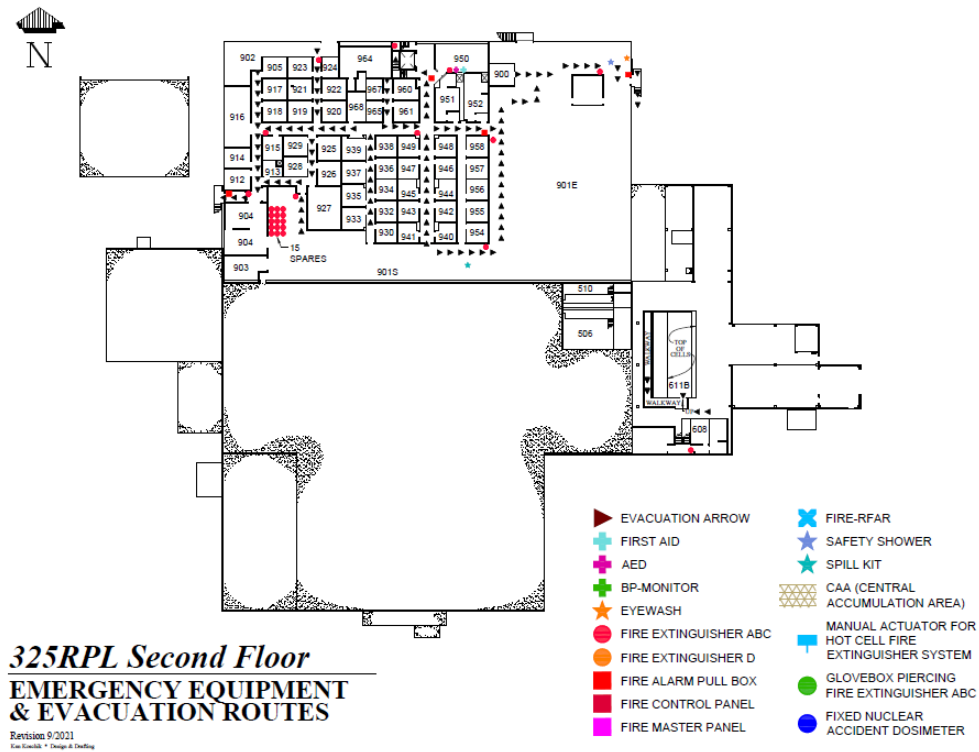 N
902
905
923
924
964
950
900
917
921
922
967
960
951
952
916
918
919
920
968
965
961
915
929
925
939
938
949
948
958
914
913
928
926
937
936
947
946
957
901E
912
927
935
934
945
944
956
904
933
932
943
942
955
904
930
941
940
954
15
SPARES
903
901S
510
506
WALKWAY
TOP
OF
CELLS
611B
WALKWAY
UP
608
EVACUATION ARROW
FIRST AID
AED
BP-MONITOR
EYEWASH
FIRE EXTINGUISHER ABC
FIRE EXTINGUISHER D
FIRE ALARM PULL BOX
FIRE CONTROL PANEL
FIRE MASTER PANEL
FIRE-RFAR
SAFETY SHOWER
SPILL KIT
CAA (CENTRAL
ACCUMULATION AREA)
MANUAL ACTUATOR FOR
HOT CELL FIRE
EXTINGUISHER SYSTEM
GLOVEBOX PIERCING
FIRE EXTINGUISHER ABC
FIXED NUCLEAR
ACCIDENT DOSIMETER
325RPL Second Floor
EMERGENCY EQUIPMENT
& EVACUATION ROUTES
Revision 9/2021